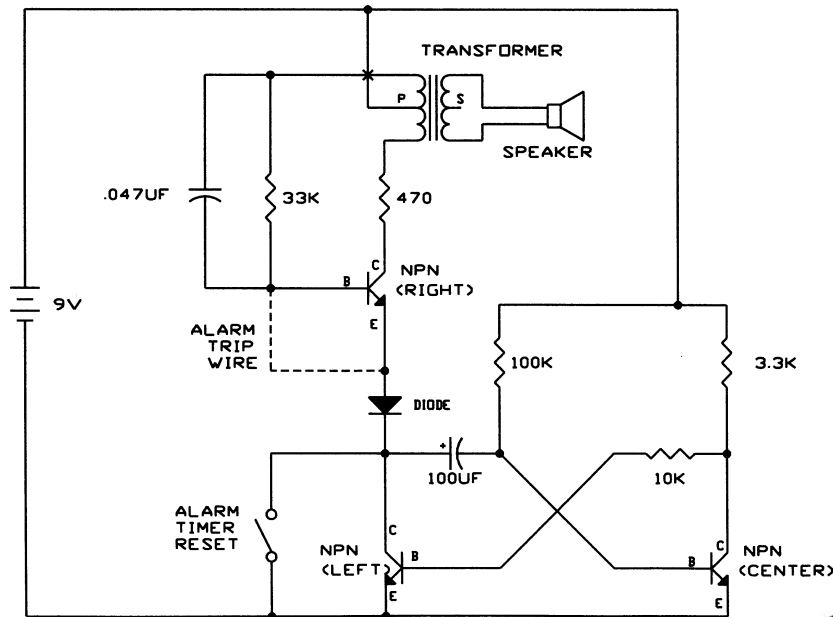 TRANSFORMER
P
S
SPEAKER
.047UF
33K
470
C
NPN
(RIGHT)
B
E
9V
ALARM
TRIP
WIRE
100K
3.3K
DIODE
+
100UF
10K
ALARM
TIMER
RESET
C
NPN
(LEFT)
B
E
C
NPN
(CENTER)
B
E